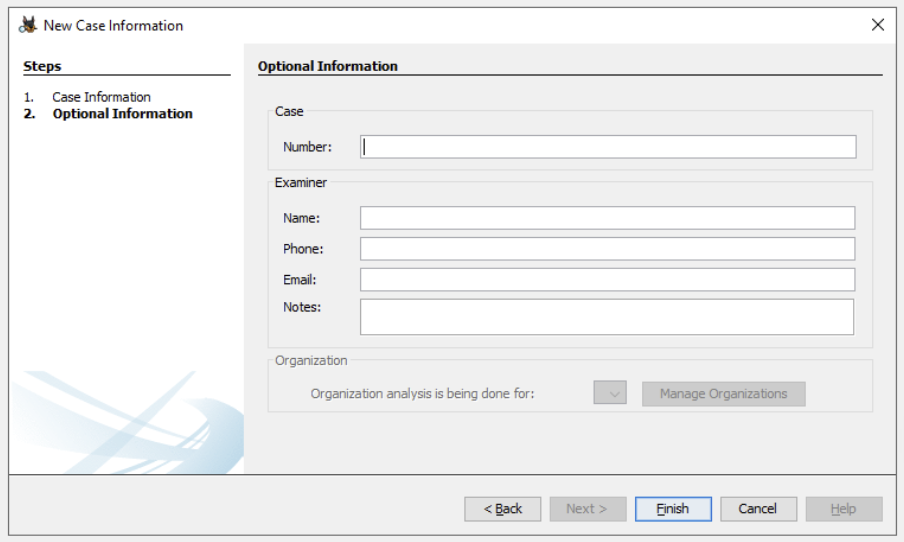 New Case Information
Steps
1. Case Information
2. Optional Information
Optional Information
Case
Number:
Examiner
Name:
Phone:
Email:
Notes:
Organization
Organization analysis is being done for:
Manage Organizations
< Back
Next >
Finish
Cancel
Help